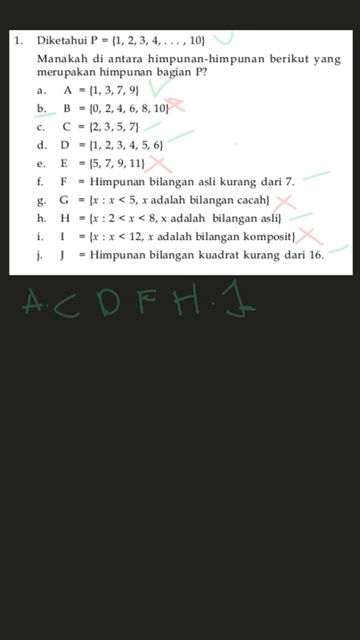 1. Diketahui P = {1, 2, 3, 4, . . . , 10}
Manakah di antara himpunan-himpunan berikut yang
merupakan himpunan bagian P?
a. A = {1, 3, 7, 9}
b. B = {0, 2, 4, 6, 8, 10}
c. C = {2, 3, 5, 7}
d. D = {1, 2, 3, 4, 5, 6}
e. E = {5, 7, 9, 11}
f. F = Himpunan bilangan asli kurang dari 7.
g. G = {x : x < 5, x adalah bilangan cacah}
h. H = {x : 2 < x < 8, x adalah bilangan asli}
i. I = {x : x < 12, x adalah bilangan komposit}
j. J = Himpunan bilangan kuadrat kurang dari 16.
A. C D F H . J